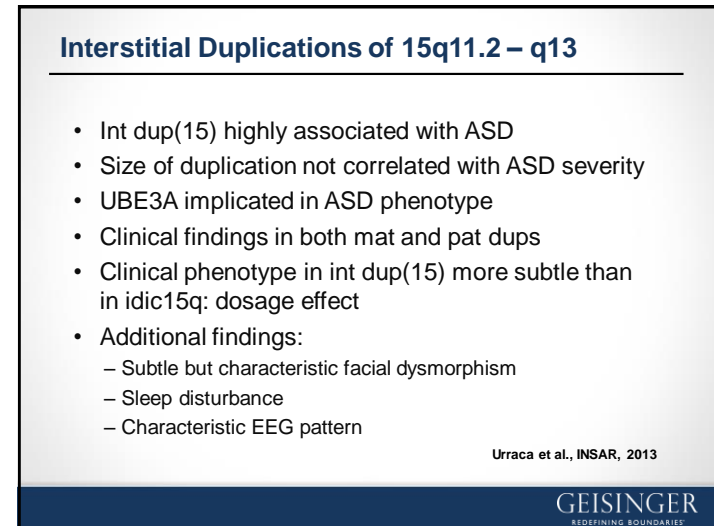 Interstitial Duplications of 15q11.2 – q13
• Int dup(15) highly associated with ASD
• Size of duplication not correlated with ASD severity
• UBE3A implicated in ASD phenotype
• Clinical findings in both mat and pat dups
• Clinical phenotype in int dup(15) more subtle than
in idic15q: dosage effect
• Additional findings:
– Subtle but characteristic facial dysmorphism
– Sleep disturbance
– Characteristic EEG pattern
Urraca et al., INSAR, 2013
GEISINGER
REDEFINING BOUNDARIES